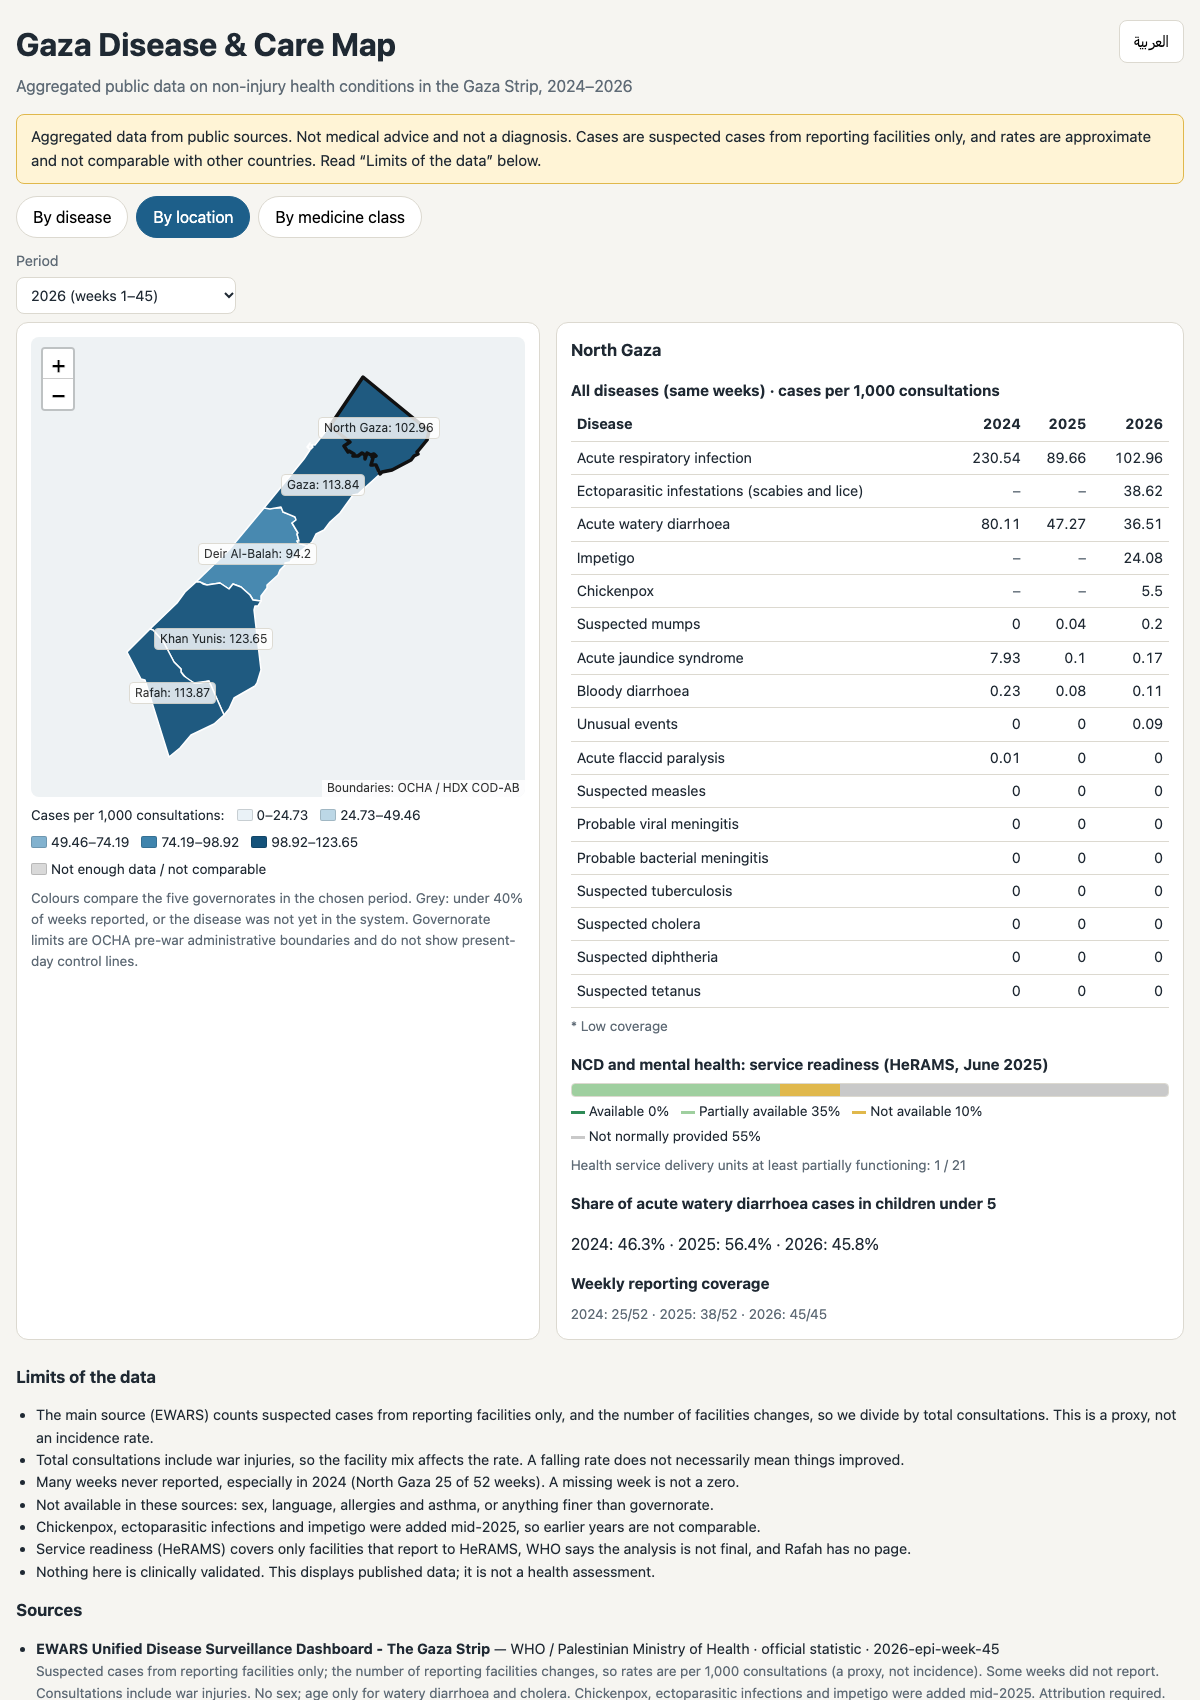 Gaza Disease & Care Map
العربية
Aggregated public data on non-injury health conditions in the Gaza Strip, 2024–2026
Aggregated data from public sources. Not medical advice and not a diagnosis. Cases are suspected cases from reporting facilities only, and rates are approximate
and not comparable with other countries. Read “Limits of the data” below.
By disease
By location
By medicine class
Period
2026 (weeks 1–45)
+
−
North Gaza: 102.96
Gaza: 113.84
Deir Al-Balah: 94.2
Khan Yunis: 123.65
Rafah: 113.87
Boundaries: OCHA / HDX COD-AB
Cases per 1,000 consultations: 0–24.73 24.73–49.46
49.46–74.19 74.19–98.92 98.92–123.65
Not enough data / not comparable
Colours compare the five governorates in the chosen period. Grey: under 40%
of weeks reported, or the disease was not yet in the system. Governorate
limits are OCHA pre-war administrative boundaries and do not show present-
day control lines.
North Gaza
All diseases (same weeks) · cases per 1,000 consultations
Disease 2024 2025 2026
Acute respiratory infection 230.54 89.66 102.96
Ectoparasitic infestations (scabies and lice) – – 38.62
Acute watery diarrhoea 80.11 47.27 36.51
Impetigo – – 24.08
Chickenpox – – 5.5
Suspected mumps 0 0.04 0.2
Acute jaundice syndrome 7.93 0.1 0.17
Bloody diarrhoea 0.23 0.08 0.11
Unusual events 0 0 0.09
Acute flaccid paralysis 0.01 0 0
Suspected measles 0 0 0
Probable viral meningitis 0 0 0
Probable bacterial meningitis 0 0 0
Suspected tuberculosis 0 0 0
Suspected cholera 0 0 0
Suspected diphtheria 0 0 0
Suspected tetanus 0 0 0
* Low coverage
NCD and mental health: service readiness (HeRAMS, June 2025)
Available 0% Partially available 35% Not available 10%
Not normally provided 55%
Health service delivery units at least partially functioning: 1 / 21
Share of acute watery diarrhoea cases in children under 5
2024: 46.3% · 2025: 56.4% · 2026: 45.8%
Weekly reporting coverage
2024: 25/52 · 2025: 38/52 · 2026: 45/45
Limits of the data
• The main source (EWARS) counts suspected cases from reporting facilities only, and the number of facilities changes, so we divide by total consultations. This is a proxy, not
an incidence rate.
• Total consultations include war injuries, so the facility mix affects the rate. A falling rate does not necessarily mean things improved.
• Many weeks never reported, especially in 2024 (North Gaza 25 of 52 weeks). A missing week is not a zero.
• Not available in these sources: sex, language, allergies and asthma, or anything finer than governorate.
• Chickenpox, ectoparasitic infections and impetigo were added mid-2025, so earlier years are not comparable.
• Service readiness (HeRAMS) covers only facilities that report to HeRAMS, WHO says the analysis is not final, and Rafah has no page.
• Nothing here is clinically validated. This displays published data; it is not a health assessment.
Sources
• EWARS Unified Disease Surveillance Dashboard - The Gaza Strip — WHO / Palestinian Ministry of Health · official statistic · 2026-epi-week-45
Suspected cases from reporting facilities only; the number of reporting facilities changes, so rates are per 1,000 consultations (a proxy, not incidence). Some weeks did not report.
Consultations include war injuries. No sex; age only for watery diarrhoea and cholera. Chickenpox, ectoparasitic infections and impetigo were added mid-2025. Attribution required.